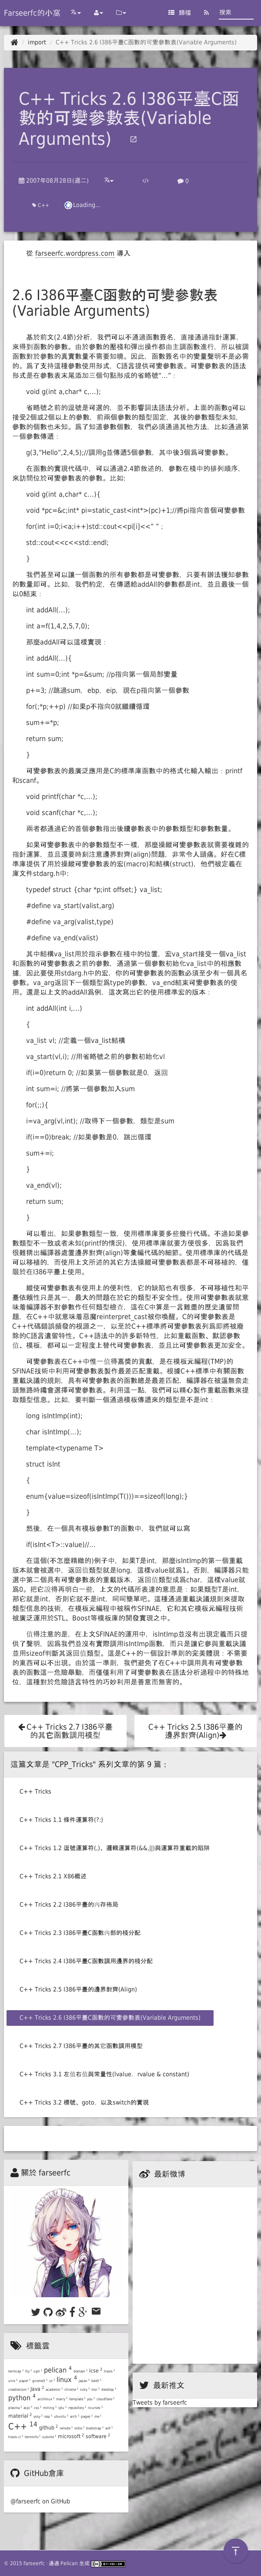 Farseerfc的小窩
歸檔
搜索
import / C++ Tricks 2.6 I386平臺C函數的可變參數表(Variable Arguments)
C++ Tricks 2.6 I386平臺C函
數的可變參數表(Variable
Arguments)
2007年08月28日(週二)
0
C++
Loading...
從 farseerfc.wordpress.com 導入
2.6 I386平臺C函數的可變參數表
(Variable Arguments)
基於前文(2.4節)分析，我們可以不通過函數簽名，直接通過指針運算，
來得到函數的參數。由於參數的壓棧和彈出操作都由主調函數進行，所以被調
函數對於參數的真實數量不需要知曉。因此，函數簽名中的變量聲明不是必需
的。爲了支持這種參數使用形式，C語言提供可變參數表。可變參數表的語法
形式是在參數表末尾添加三個句點形成的省略號"...":
void g(int a,char* c,...);
省略號之前的逗號是可選的，並不影響詞法語法分析。上面的函數g可以
接受2個或2個以上的參數，前兩個參數的類型固定，其後的參數類型未知，參
數的個數也未知。爲了知道參數個數，我們必須通過其他方法，比如通過第
一個參數傳遞：
g(3,"Hello",2,4,5);//調用g並傳遞5個參數，其中後3個爲可變參數。
在函數的實現代碼中，可以通過2.4節敘述的，參數在棧中的排列順序，
來訪問位於可變參數表的參數。比如:
void g(int a,char* c...){
void *pc=&c;int* pi=static_cast<int*>(pc)+1;//將pi指向首個可變參數
for(int i=0;i<a;i++)std::cout<<pi[i]<<" ";
std::cout<<c<<std::endl;
}
我們甚至可以讓一個函數的所有參數都是可變參數，只要有辦法獲知參數
的數量即可。比如，我們約定，在傳遞給addAll的參數都是int，並且最後一個
以0結束：
int addAll(...);
int a=f(1,4,2,5,7,0);
那麼addAll可以這樣實現：
int addAll(...){
int sum=0;int *p=&sum; //p指向第一個局部變量
p+=3; //跳過sum，ebp，eip，現在p指向第一個參數
for(;*p;++p) //如果p不指向0就繼續循環
sum+=*p;
return sum;
}
可變參數表的最廣泛應用是C的標準庫函數中的格式化輸入輸出：printf
和scanf。
void printf(char *c,...);
void scanf(char *c,...);
兩者都通過它的首個參數指出後續參數表中的參數類型和參數數量。
如果可變參數表中的參數類型不一樣，那麼操縱可變參數表就需要複雜的
指針運算，並且還要時刻注意邊界對齊(align)問題，非常令人頭痛。好在C標
準庫提供了用於操縱可變參數表的宏(macro)和結構(struct)，他們被定義在
庫文件stdarg.h中：
typedef struct {char *p;int offset;} va_list;
#define va_start(valist,arg)
#define va_arg(valist,type)
#define va_end(valist)
其中結構va_list用於指示參數在棧中的位置，宏va_start接受一個va_list
和函數的可變參數表之前的參數，通過第一個參數初始化va_list中的相應數
據，因此要使用stdarg.h中的宏，你的可變參數表的函數必須至少有一個具名
參數。va_arg返回下一個類型爲type的參數，va_end結束可變參數表的使
用。還是以上文的addAll爲例，這次寫出它的使用標準宏的版本：
int addAll(int i,...)
{
va_list vl; //定義一個va_list結構
va_start(vl,i); //用省略號之前的參數初始化vl
if(i=0)return 0; //如果第一個參數就是0，返回
int sum=i; //將第一個參數加入sum
for(;;){
i=va_arg(vl,int); //取得下一個參數，類型是sum
if(i==0)break; //如果參數是0，跳出循環
sum+=i;
}
va_end(vl);
return sum;
}
可以看出，如果參數類型一致，使用標準庫要多些幾行代碼。不過如果參
數類型不一致或者未知(printf的情況)，使用標準庫就要方便很多，因爲我們
很難猜出編譯器處理邊界對齊(align)等彙編代碼的細節。使用標準庫的代碼是
可以移植的，而使用上文所述的其它方法操縱可變參數表都是不可移植的，僅
限於在I386平臺上使用。
縱使可變參數表有使用上的便利性，它的缺陷也有很多，不可移植性和平
臺依賴性只是其一，最大的問題在於它的類型不安全性。使用可變參數表就意
味着編譯器不對參數作任何類型檢查，這在C中算是一言難盡的歷史遺留問
題，在C++中就意味着惡魔reinterpret_cast被你喚醒。C的可變參數表是
C++代碼錯誤頻發的根源之一，以至於C++標準將可變參數表列爲即將被廢
除的C語言遺留特性。C++語法中的許多新特性，比如重載函數、默認參數
值、模板，都可以一定程度上替代可變參數表，並且比可變參數表更加安全。
可變參數表在C++中惟一值得嘉獎的貢獻，是在模板元編程(TMP)的
SFINAE技術中利用可變參數表製作最差匹配重載。根據C++標準中有關函數
重載決議的規則，具有可變參數表的函數總是最差匹配，編譯器在被逼無奈走
頭無路時纔會選擇可變參數表。利用這一點，我們可以精心製作重載函數來提
取類型信息。比如，要判斷一個通過模板傳遞來的類型是不是int：
long isIntImp(int);
char isIntImp(...);
template<typename T>
struct isInt
{
enum{value=sizeof(isIntImp(T()))==sizeof(long);}
}
然後，在一個具有模板參數T的函數中，我們就可以寫
if(isInt<T>::value)//...
在這個(不怎麼精緻的)例子中，如果T是int，那麼isIntImp的第一個重載
版本就會被選中，返回值類型就是long，這樣value就爲1。否則，編譯器只能
選中第二個具有可變參數表的重載版本，返回值類型成爲char，這樣value就
爲0。把它說得再明白一些，上文的代碼所表達的意思是：如果類型T是int，
那它就是int，否則它就不是int，呵呵簡單吧。這種通過重載決議規則來提取
類型信息的技術，在模板元編程中被稱作SFINAE，它和其它模板元編程技術
被廣泛運用於STL、Boost等模板庫的開發實現之中。
值得注意的是，在上文SFINAE的運用中，isIntImp並沒有出現定義而只提
供了聲明，因爲我們並沒有實際調用isIntImp函數，而只是讓它參與重載決議
並用sizeof判斷其返回值類型。這是C++的一個設計準則的完美體現：不需要
的東西可以不出現。由於這一準則，我們避免了在C++中調用具有可變參數
表的函數這一危險舉動，而僅僅利用了可變參數表在語法分析過程中的特殊地
位，這種對於危險語言特性的巧妙利用是善意而無害的。
C++ Tricks 2.7 I386平臺
的其它函數調用模型
C++ Tricks 2.5 I386平臺的
邊界對齊(Align)
這篇文章是 "CPP_Tricks" 系列文章的第 9 篇：
C++ Tricks
C++ Tricks 1.1 條件運算符(?:)
C++ Tricks 1.2 逗號運算符(,)、邏輯運算符(&&,||)與運算符重載的陷阱
C++ Tricks 2.1 X86概述
C++ Tricks 2.2 I386平臺的內存佈局
C++ Tricks 2.3 I386平臺C函數內部的棧分配
C++ Tricks 2.4 I386平臺C函數調用邊界的棧分配
C++ Tricks 2.5 I386平臺的邊界對齊(Align)
C++ Tricks 2.6 I386平臺C函數的可變參數表(Variable Arguments)
C++ Tricks 2.7 I386平臺的其它函數調用模型
C++ Tricks 3.1 左值右值與常量性(lvalue，rvalue & constant)
C++ Tricks 3.2 標號、goto，以及switch的實現
關於 farseerfc
最新微博
標籤雲
pelican 4
icse 2
linux 4
Java 2
python 3
material 2
C++ 14
github 2
microsoft 2 software 2
最新推文
Tweets by farseerfc
GitHub倉庫
@farseerfc on GitHub
© 2015 farseerfc · 通過 Pelican 生成